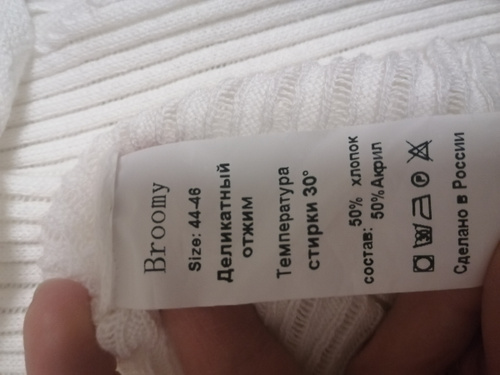 Broomy
Size: 44-46
Деликатный
отжим
Температура
стирки 30°
50% хлопок
состав: 50% Акрил
Сделано в России